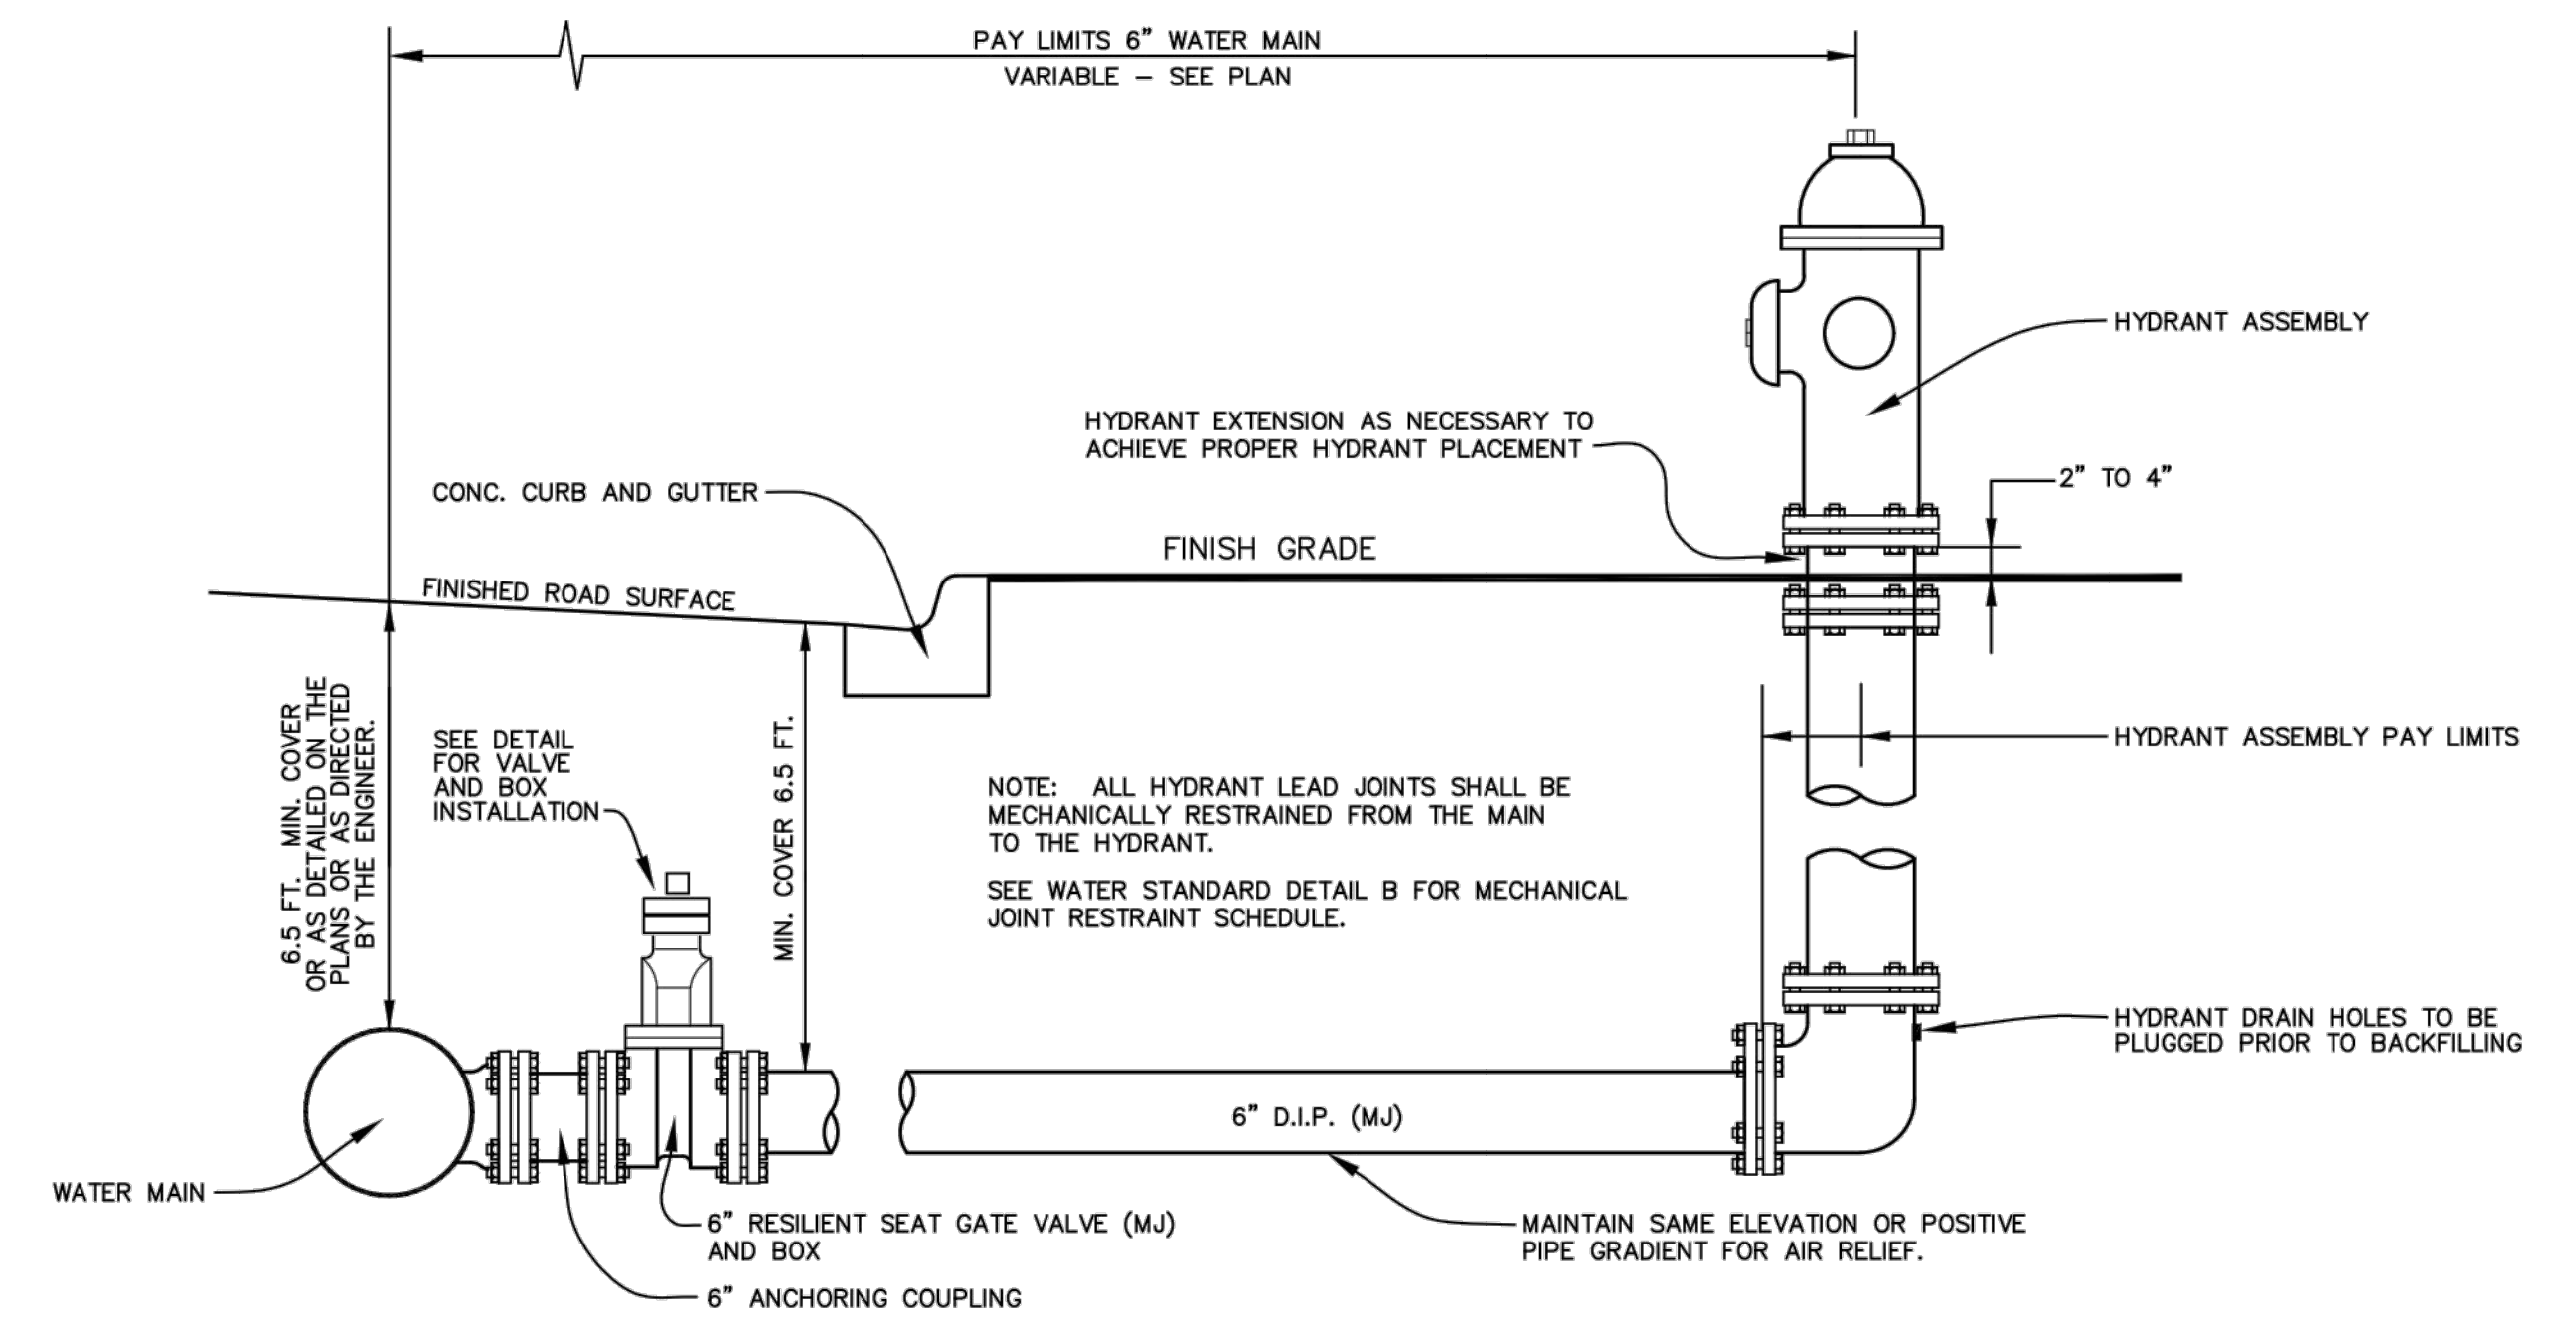 PAY LIMITS 6" WATER MAIN
VARIABLE – SEE PLAN
HYDRANT ASSEMBLY
HYDRANT EXTENSION AS NECESSARY TO
ACHIEVE PROPER HYDRANT PLACEMENT
2" TO 4"
CONC. CURB AND GUTTER
FINISH GRADE
FINISHED ROAD SURFACE
6.5 FT. MIN. COVER
OR AS DETAILED ON THE
PLANS OR AS DIRECTED
BY THE ENGINEER.
SEE DETAIL
FOR VALVE
AND BOX
INSTALLATION
MIN. COVER 6.5 FT.
NOTE: ALL HYDRANT LEAD JOINTS SHALL BE
MECHANICALLY RESTRAINED FROM THE MAIN
TO THE HYDRANT.
SEE WATER STANDARD DETAIL B FOR MECHANICAL
JOINT RESTRAINT SCHEDULE.
HYDRANT ASSEMBLY PAY LIMITS
HYDRANT DRAIN HOLES TO BE
PLUGGED PRIOR TO BACKFILLING
6" D.I.P. (MJ)
WATER MAIN
6" RESILIENT SEAT GATE VALVE (MJ)
AND BOX
MAINTAIN SAME ELEVATION OR POSITIVE
PIPE GRADIENT FOR AIR RELIEF.
6" ANCHORING COUPLING